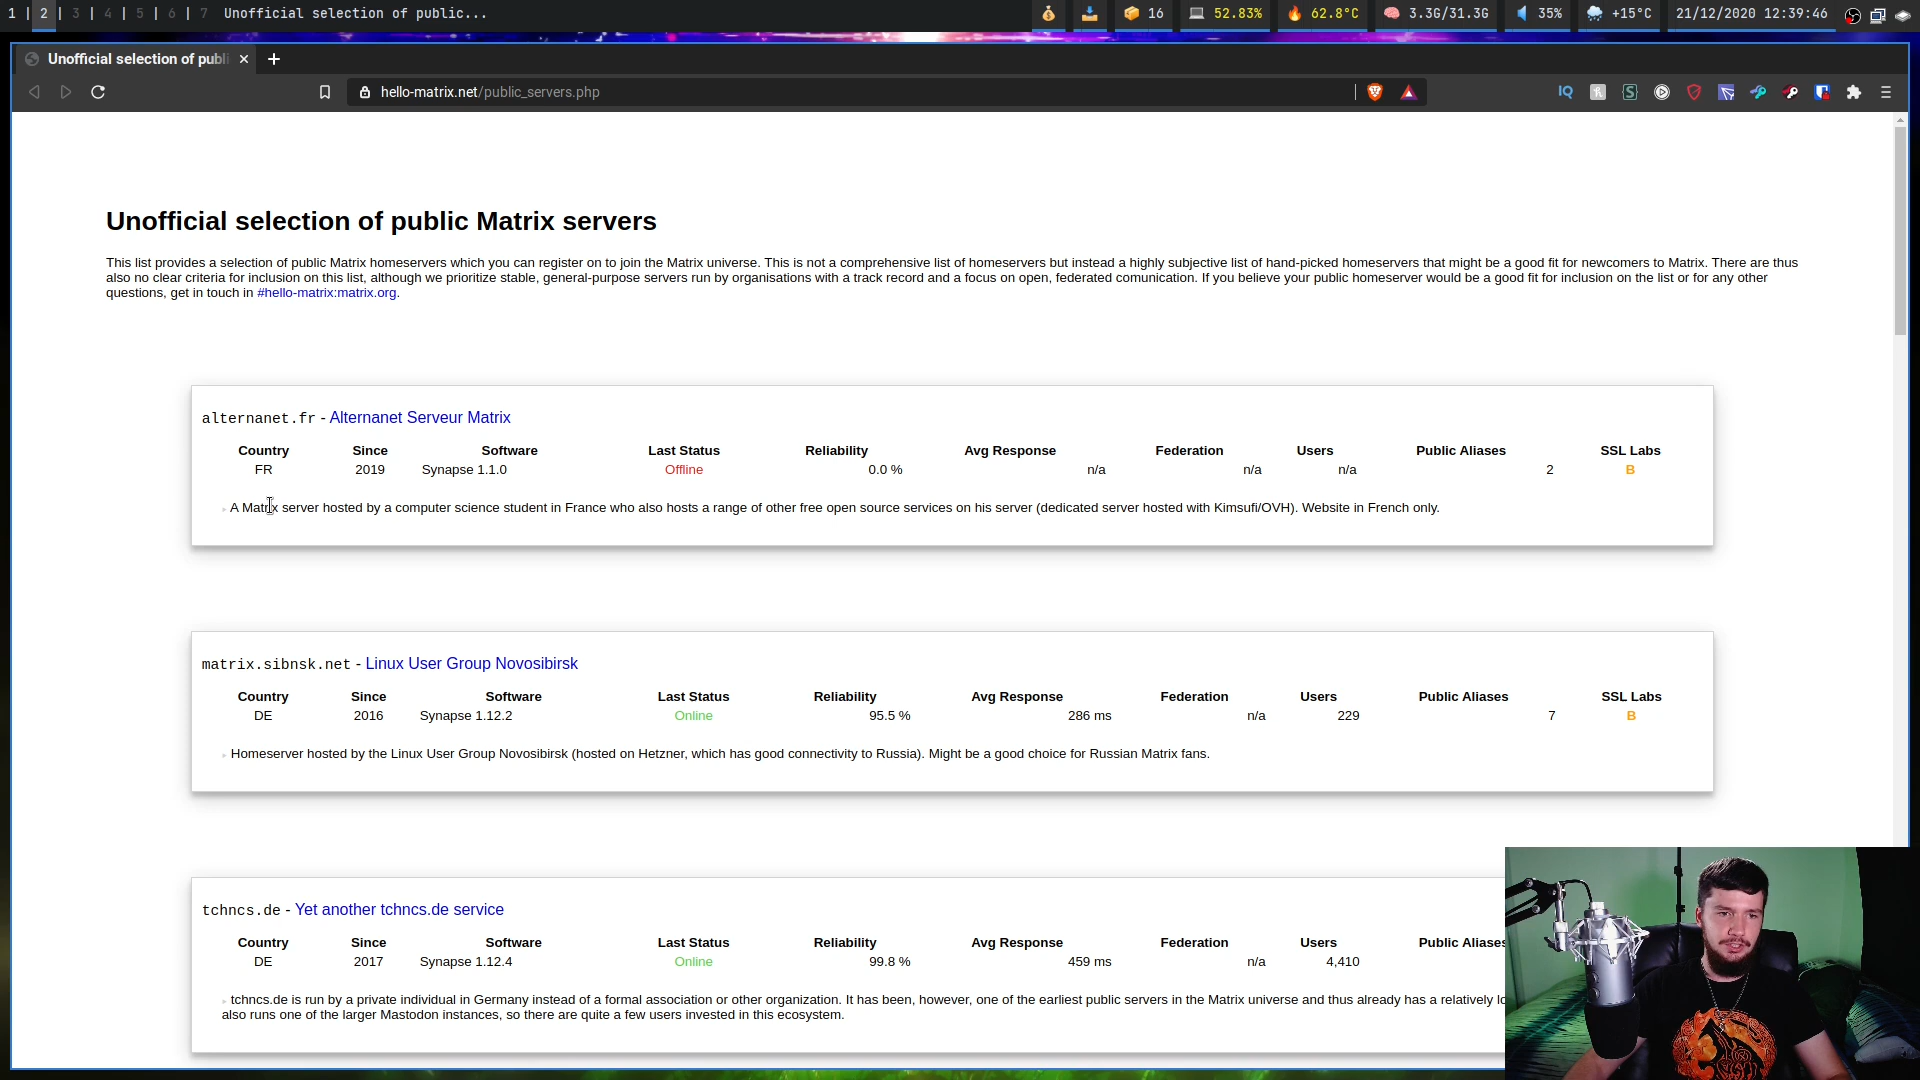 1 | 2 | 3 | 4 | 5 | 6 | 7 Unofficial selection of public... 16 52.83% 62.8°C 3.3G/31.3G 35% +15°C 21/12/2020 12:39:46
Unofficial selection of publ
hello-matrix.net/public_servers.php IQ
Unofficial selection of public Matrix servers
This list provides a selection of public Matrix homeservers which you can register on to join the Matrix universe. This is not a comprehensive list of homeservers but instead a highly subjective list of hand-picked homeservers that might be a good fit for newcomers to Matrix. There are thus
also no clear criteria for inclusion on this list, although we prioritize stable, general-purpose servers run by organisations with a track record and a focus on open, federated comunication. If you believe your public homeserver would be a good fit for inclusion on the list or for any other
questions, get in touch in #hello-matrix:matrix.org.
alternanet.fr - Alternanet Serveur Matrix
Country Since Software Last Status Reliability Avg Response Federation Users Public Aliases SSL Labs
FR 2019 Synapse 1.1.0 Offline 0.0 % n/a n/a n/a 2 B
A Matrix server hosted by a computer science student in France who also hosts a range of other free open source services on his server (dedicated server hosted with Kimsufi/OVH). Website in French only.
matrix.sibnsk.net - Linux User Group Novosibirsk
Country Since Software Last Status Reliability Avg Response Federation Users Public Aliases SSL Labs
DE 2016 Synapse 1.12.2 Online 95.5 % 286 ms n/a 229 7 B
Homeserver hosted by the Linux User Group Novosibirsk (hosted on Hetzner, which has good connectivity to Russia). Might be a good choice for Russian Matrix fans.
tchncs.de - Yet another tchncs.de service
Country Since Software Last Status Reliability Avg Response Federation Users Public Aliases
DE 2017 Synapse 1.12.4 Online 99.8 % 459 ms n/a 4,410
tchncs.de is run by a private individual in Germany instead of a formal association or other organization. It has been, however, one of the earliest public servers in the Matrix universe and thus already has a relatively lo
also runs one of the larger Mastodon instances, so there are quite a few users invested in this ecosystem.